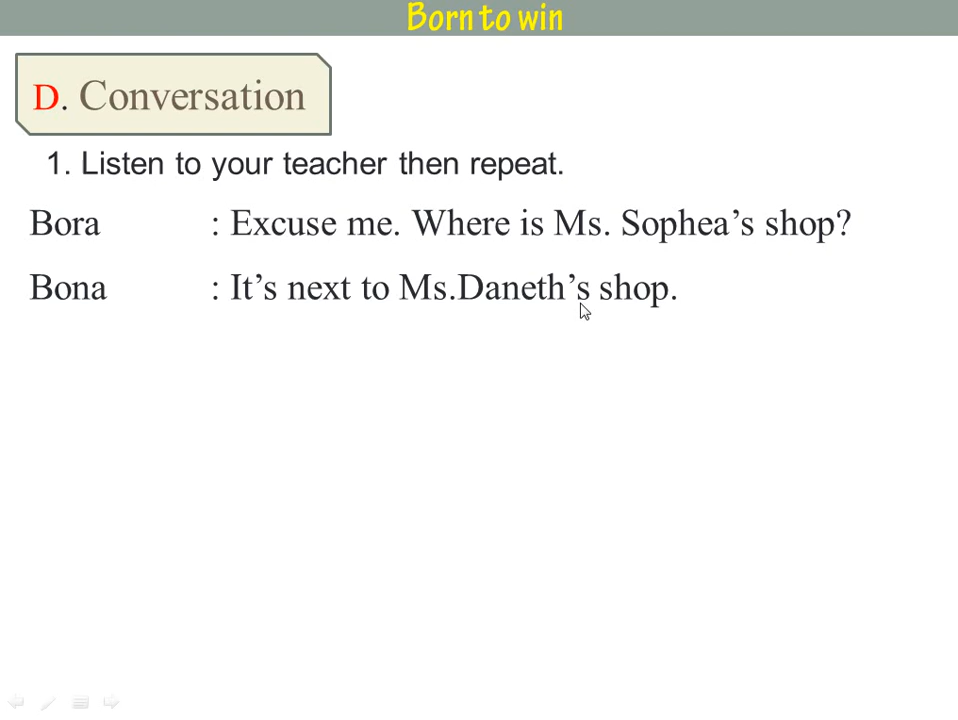 Born to win
D. Conversation
1. Listen to your teacher then repeat.
Bora : Excuse me. Where is Ms. Sophea’s shop?
Bona : It’s next to Ms.Daneth’s shop.